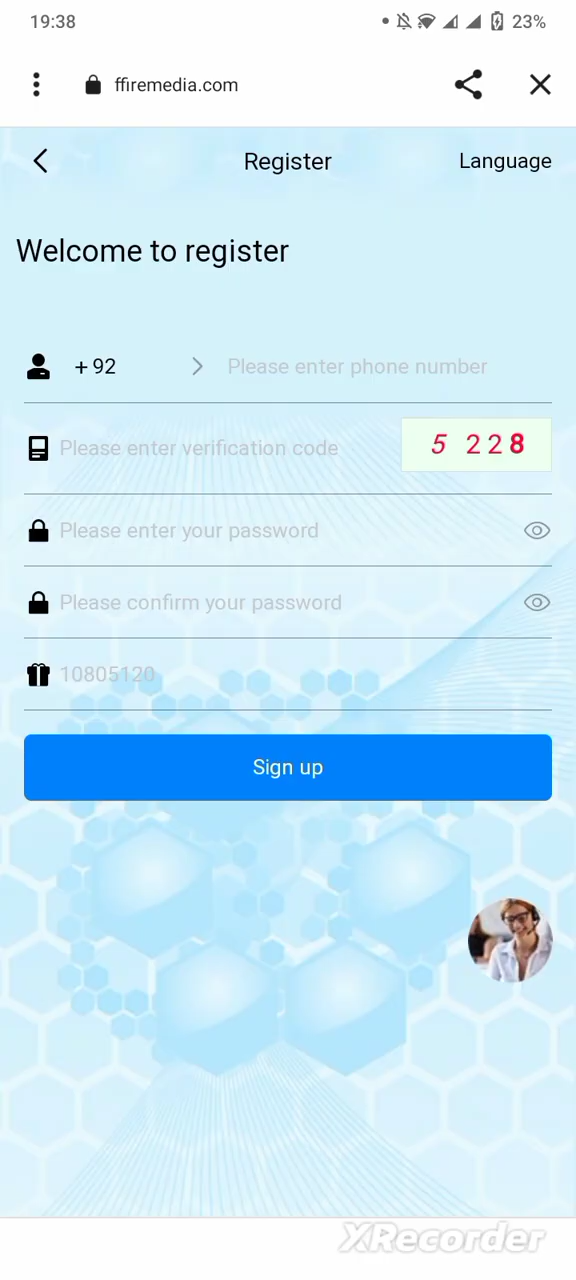 19:38 23%
ffiremedia.com
Register Language
Welcome to register
+92 Please enter phone number
Please enter verification code 5 228
Please enter your password
Please confirm your password
10805120
Sign up
XRecorder